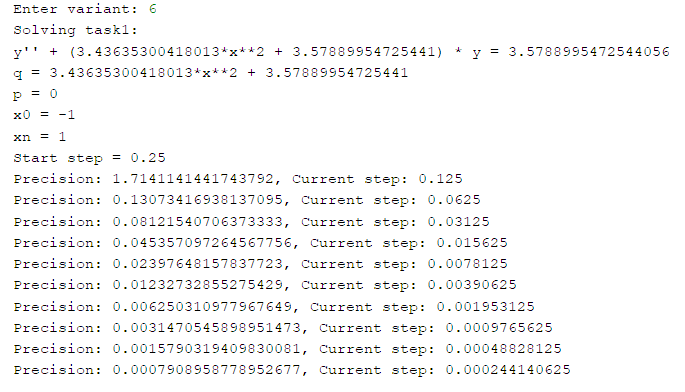 Enter variant: 6
Solving task1:
y'' + (3.43635300418013*x**2 + 3.57889954725441) * y = 3.5788995472544056
q = 3.43635300418013*x**2 + 3.57889954725441
p = 0
x0 = -1
xn = 1
Start step = 0.25
Precision: 1.7141141441743792, Current step: 0.125
Precision: 0.13073416938137095, Current step: 0.0625
Precision: 0.08121540706373333, Current step: 0.03125
Precision: 0.045357097264567756, Current step: 0.015625
Precision: 0.02397648157837723, Current step: 0.0078125
Precision: 0.01232732855275429, Current step: 0.00390625
Precision: 0.006250310977967649, Current step: 0.001953125
Precision: 0.0031470545898951473, Current step: 0.0009765625
Precision: 0.0015790319409830081, Current step: 0.00048828125
Precision: 0.0007908958778952677, Current step: 0.000244140625